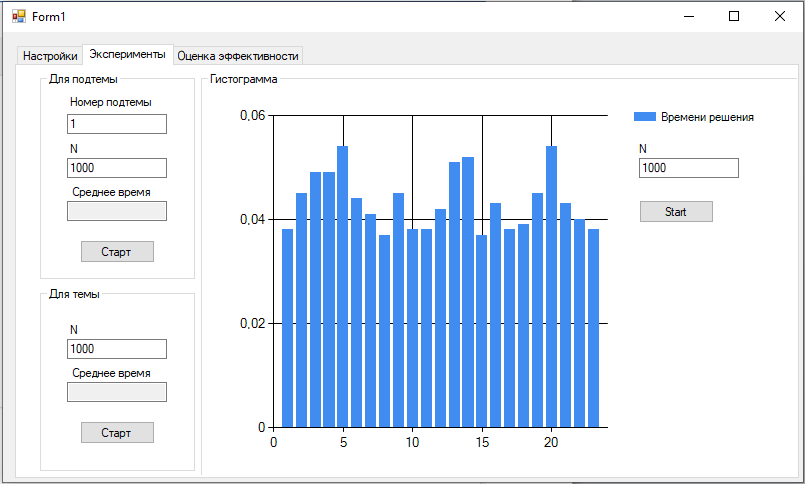 Form1
Настройки
Эксперименты
Оценка эффективности
Для подтемы
Номер подтемы
1
N
1000
Среднее время
Старт
Для темы
N
1000
Среднее время
Старт
Гистограмма
0,06
0,04
0,02
0
0
5
10
15
20
Времени решения
N
1000
Start